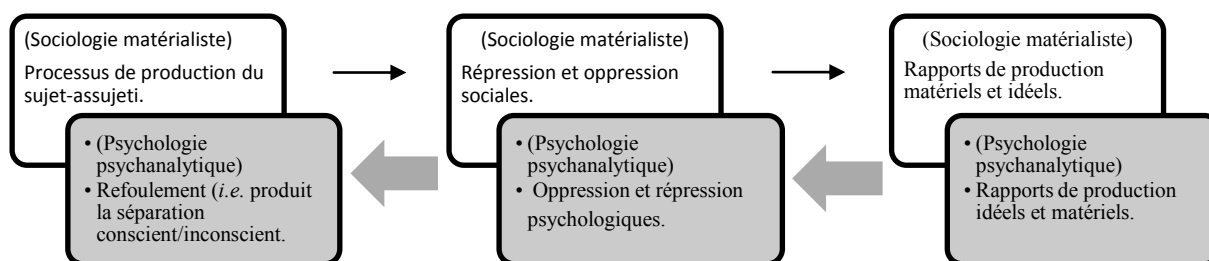 (Sociologie matérialiste)
Processus de production du
sujet-assujeti.
• (Psychologie
psychanalytique)
• Refoulement (i.e. produit
la séparation
conscient/inconscient.
(Sociologie matérialiste)
Répression et oppression
sociales.
• (Psychologie
psychanalytique)
• Oppression et répression
psychologiques.
(Sociologie matérialiste)
Rapports de production
matériels et idéels.
• (Psychologie
psychanalytique)
• Rapports de production
idéels et matériels.